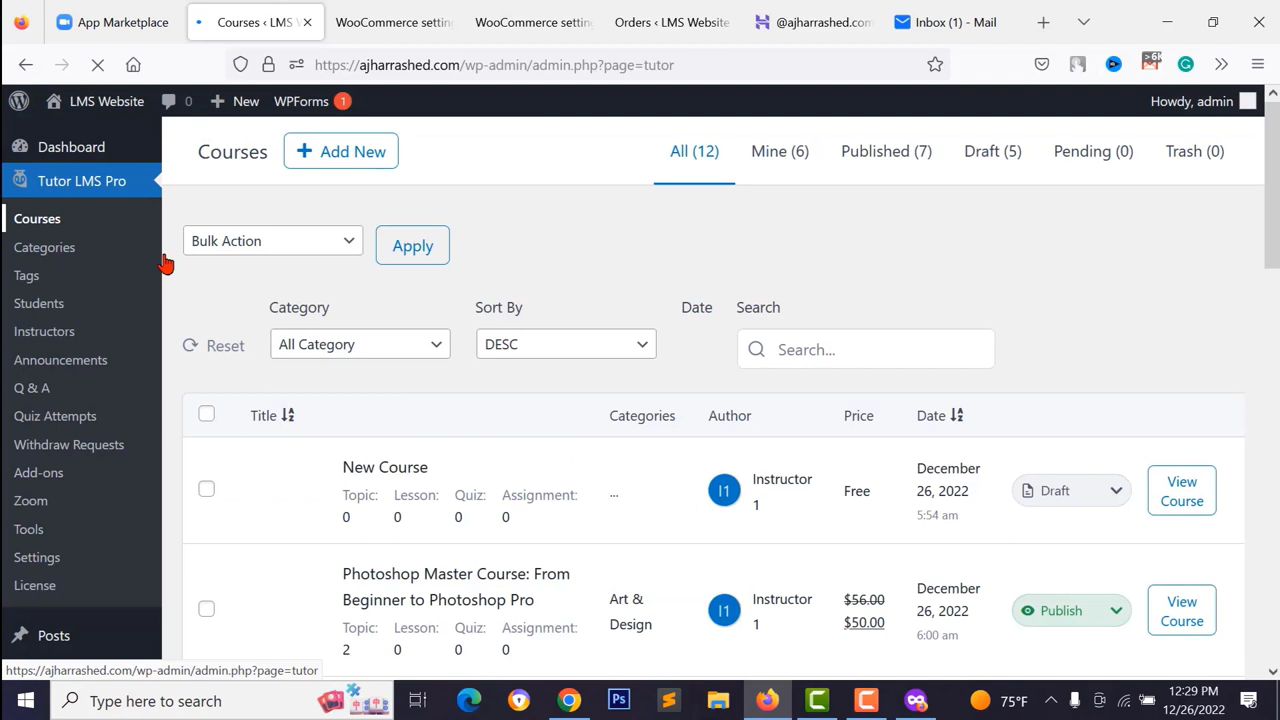 App Marketplace
Courses ‹ LMS W
WooCommerce settin
WooCommerce settin
Orders ‹ LMS Website
@ajharrashed.com
Inbox (1) - Mail
https://ajharrashed.com/wp-admin/admin.php?page=tutor
>6K
LMS Website
0
New
WPForms 1
Howdy, admin
Dashboard
Tutor LMS Pro
Courses
Categories
Tags
Students
Instructors
Announcements
Q & A
Quiz Attempts
Withdraw Requests
Add-ons
Zoom
Tools
Settings
License
Posts
Courses
Add New
All (12)
Mine (6)
Published (7)
Draft (5)
Pending (0)
Trash (0)
Bulk Action
Apply
Category
Sort By
Date
Search
Reset
All Category
DESC
Search...
Title
Categories
Author
Price
Date
New Course
Topic: Lesson: Quiz: Assignment:
0 0 0 0
...
I1
Instructor
1
Free
December
26, 2022
5:54 am
Draft
View
Course
Photoshop Master Course: From
Beginner to Photoshop Pro
Topic: Lesson: Quiz: Assignment:
2 0 0 0
Art &
Design
I1
Instructor
1
$56.00
$50.00
December
26, 2022
6:00 am
Publish
View
Course
https://ajharrashed.com/wp-admin/admin.php?page=tutor
Type here to search
Ps
75°F
12:29 PM
12/26/2022